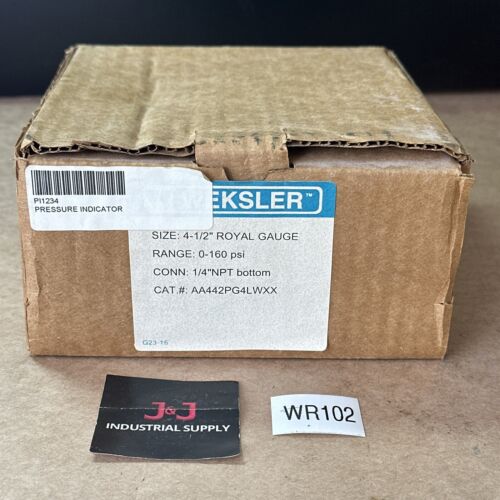 PI1234
PRESSURE INDICATOR
EKSLER™
SIZE: 4-1/2" ROYAL GAUGE
RANGE: 0-160 psi
CONN: 1/4"NPT bottom
CAT.#: AA442PG4LWXX
G23-16
J&J
INDUSTRIAL SUPPLY
WR102